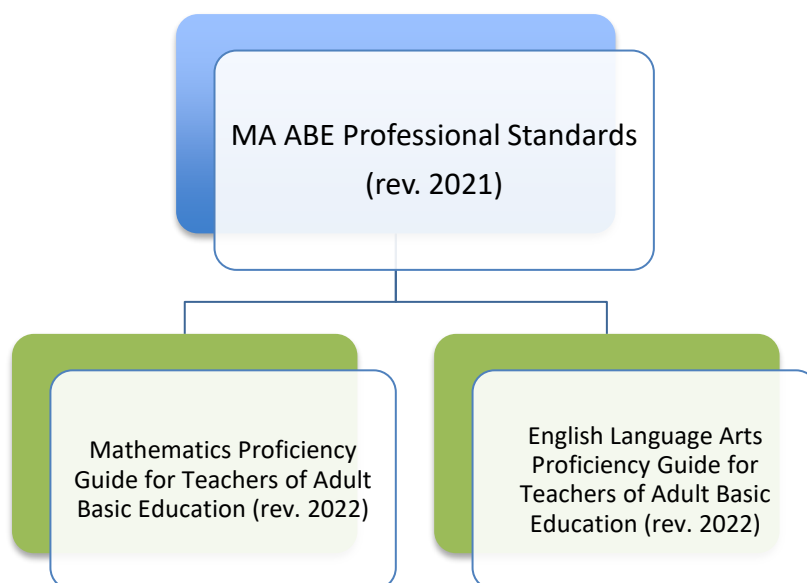 MA ABE Professional Standards
(rev. 2021)
Mathematics Proficiency
Guide for Teachers of Adult
Basic Education (rev. 2022)
English Language Arts
Proficiency Guide for
Teachers of Adult Basic
Education (rev. 2022)